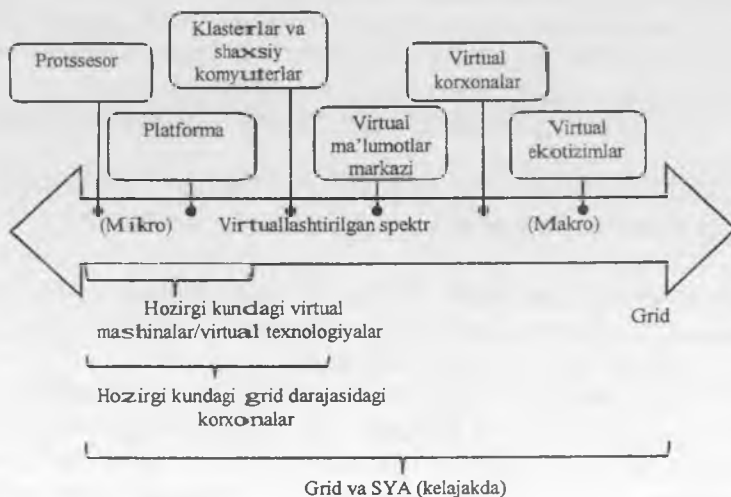 Protssesor
Klasterlar va
shaxsiy
komyuterlar
Virtual
korxonalar
Platforma
Virtual
ma'lumotlar
markazi
Virtual
ekotizimlar
(Mikro)
Virtuallashtirilgan spektr
(Makro)
Hozirgi kundagi virtual
mashinalar/virtual texnologiyalar
Grid
Hozirgi kundagi grid darajasidagi
korxonalar
Grid va SYA (kelajakda)